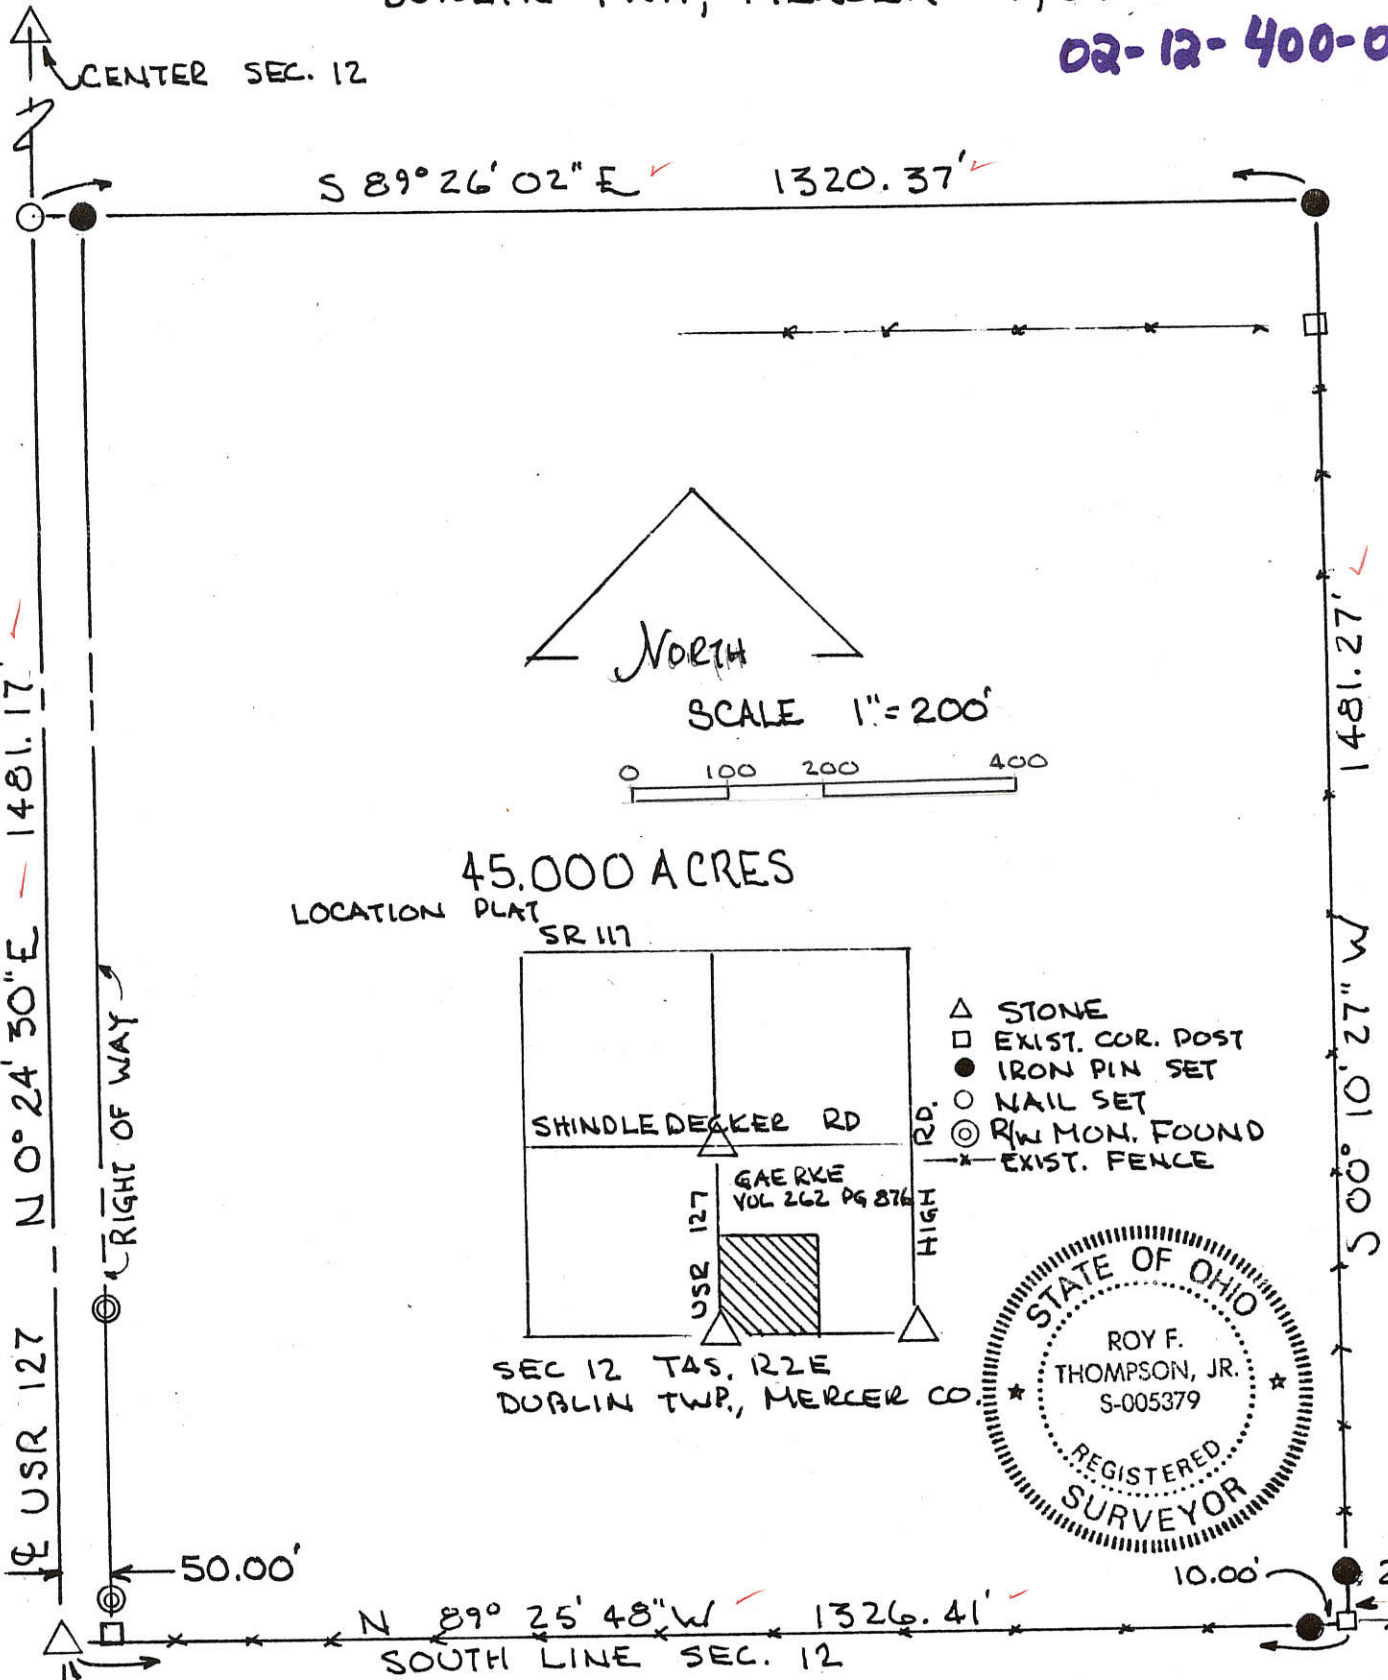 02-12-400-0
CENTER SEC. 12
S 89° 26' 02" E 1320.37'
NORTH
SCALE 1"=200'
0 100 200 400
45.000 ACRES
LOCATION PLAT
SR 117
SHINDLEDECKER RD
GAERKE
VOL 262 PG 876
USR 127
HIGH RD.
SEC 12 T4S, R2E
DUBLIN TWP., MERCER CO.
STONE
EXIST. COR. POST
IRON PIN SET
NAIL SET
R/W MON. FOUND
EXIST. FENCE
STATE OF OHIO
ROY F.
THOMPSON, JR.
S-005379
REGISTERED
SURVEYOR
℄ USR 127 — N 0° 24' 30" E — 1481.17'
RIGHT OF WAY
1481.27'
S 00° 10' 27" W
50.00'
10.00'
N 89° 25' 48" W 1326.41'
SOUTH LINE SEC. 12